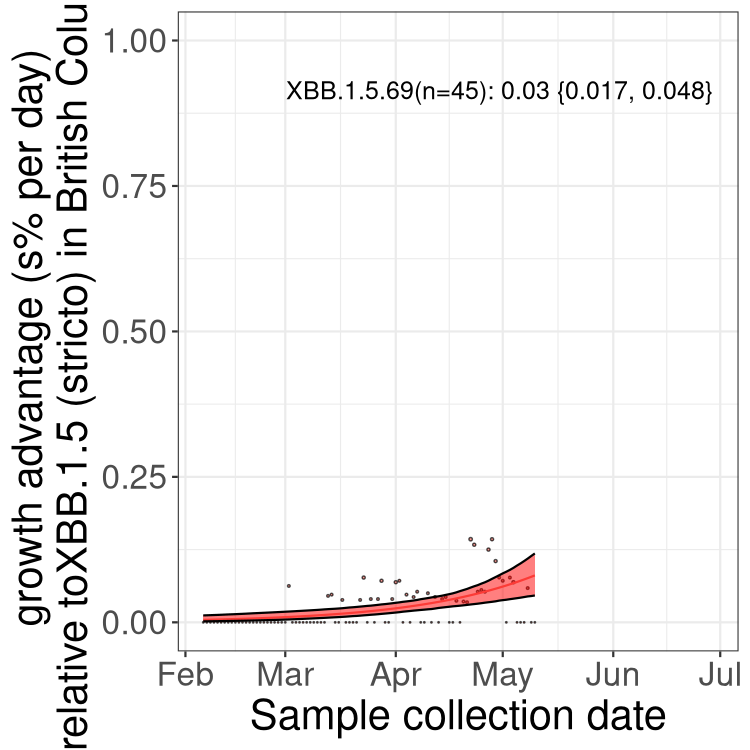 growth advantage (s% per day)
relative toXBB.1.5 (stricto) in British Colu
1.00
0.75
0.50
0.25
0.00
XBB.1.5.69(n=45): 0.03 {0.017, 0.048}
Feb Mar Apr May Jun Jul
Sample collection date